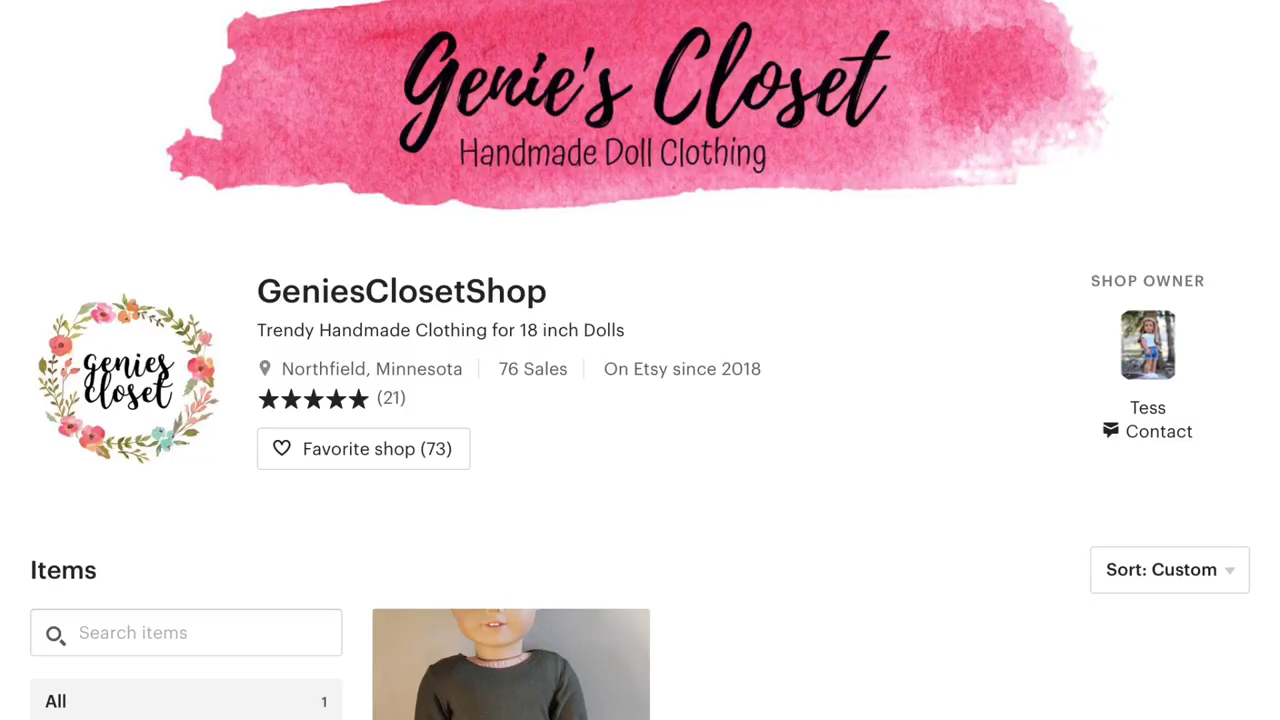 Genie's Closet
Handmade Doll Clothing
genies
closet
GeniesClosetShop
Trendy Handmade Clothing for 18 inch Dolls
Northfield, Minnesota 76 Sales On Etsy since 2018
(21)
Favorite shop (73)
SHOP OWNER
Tess
Contact
Items
Sort: Custom
Search items
All 1